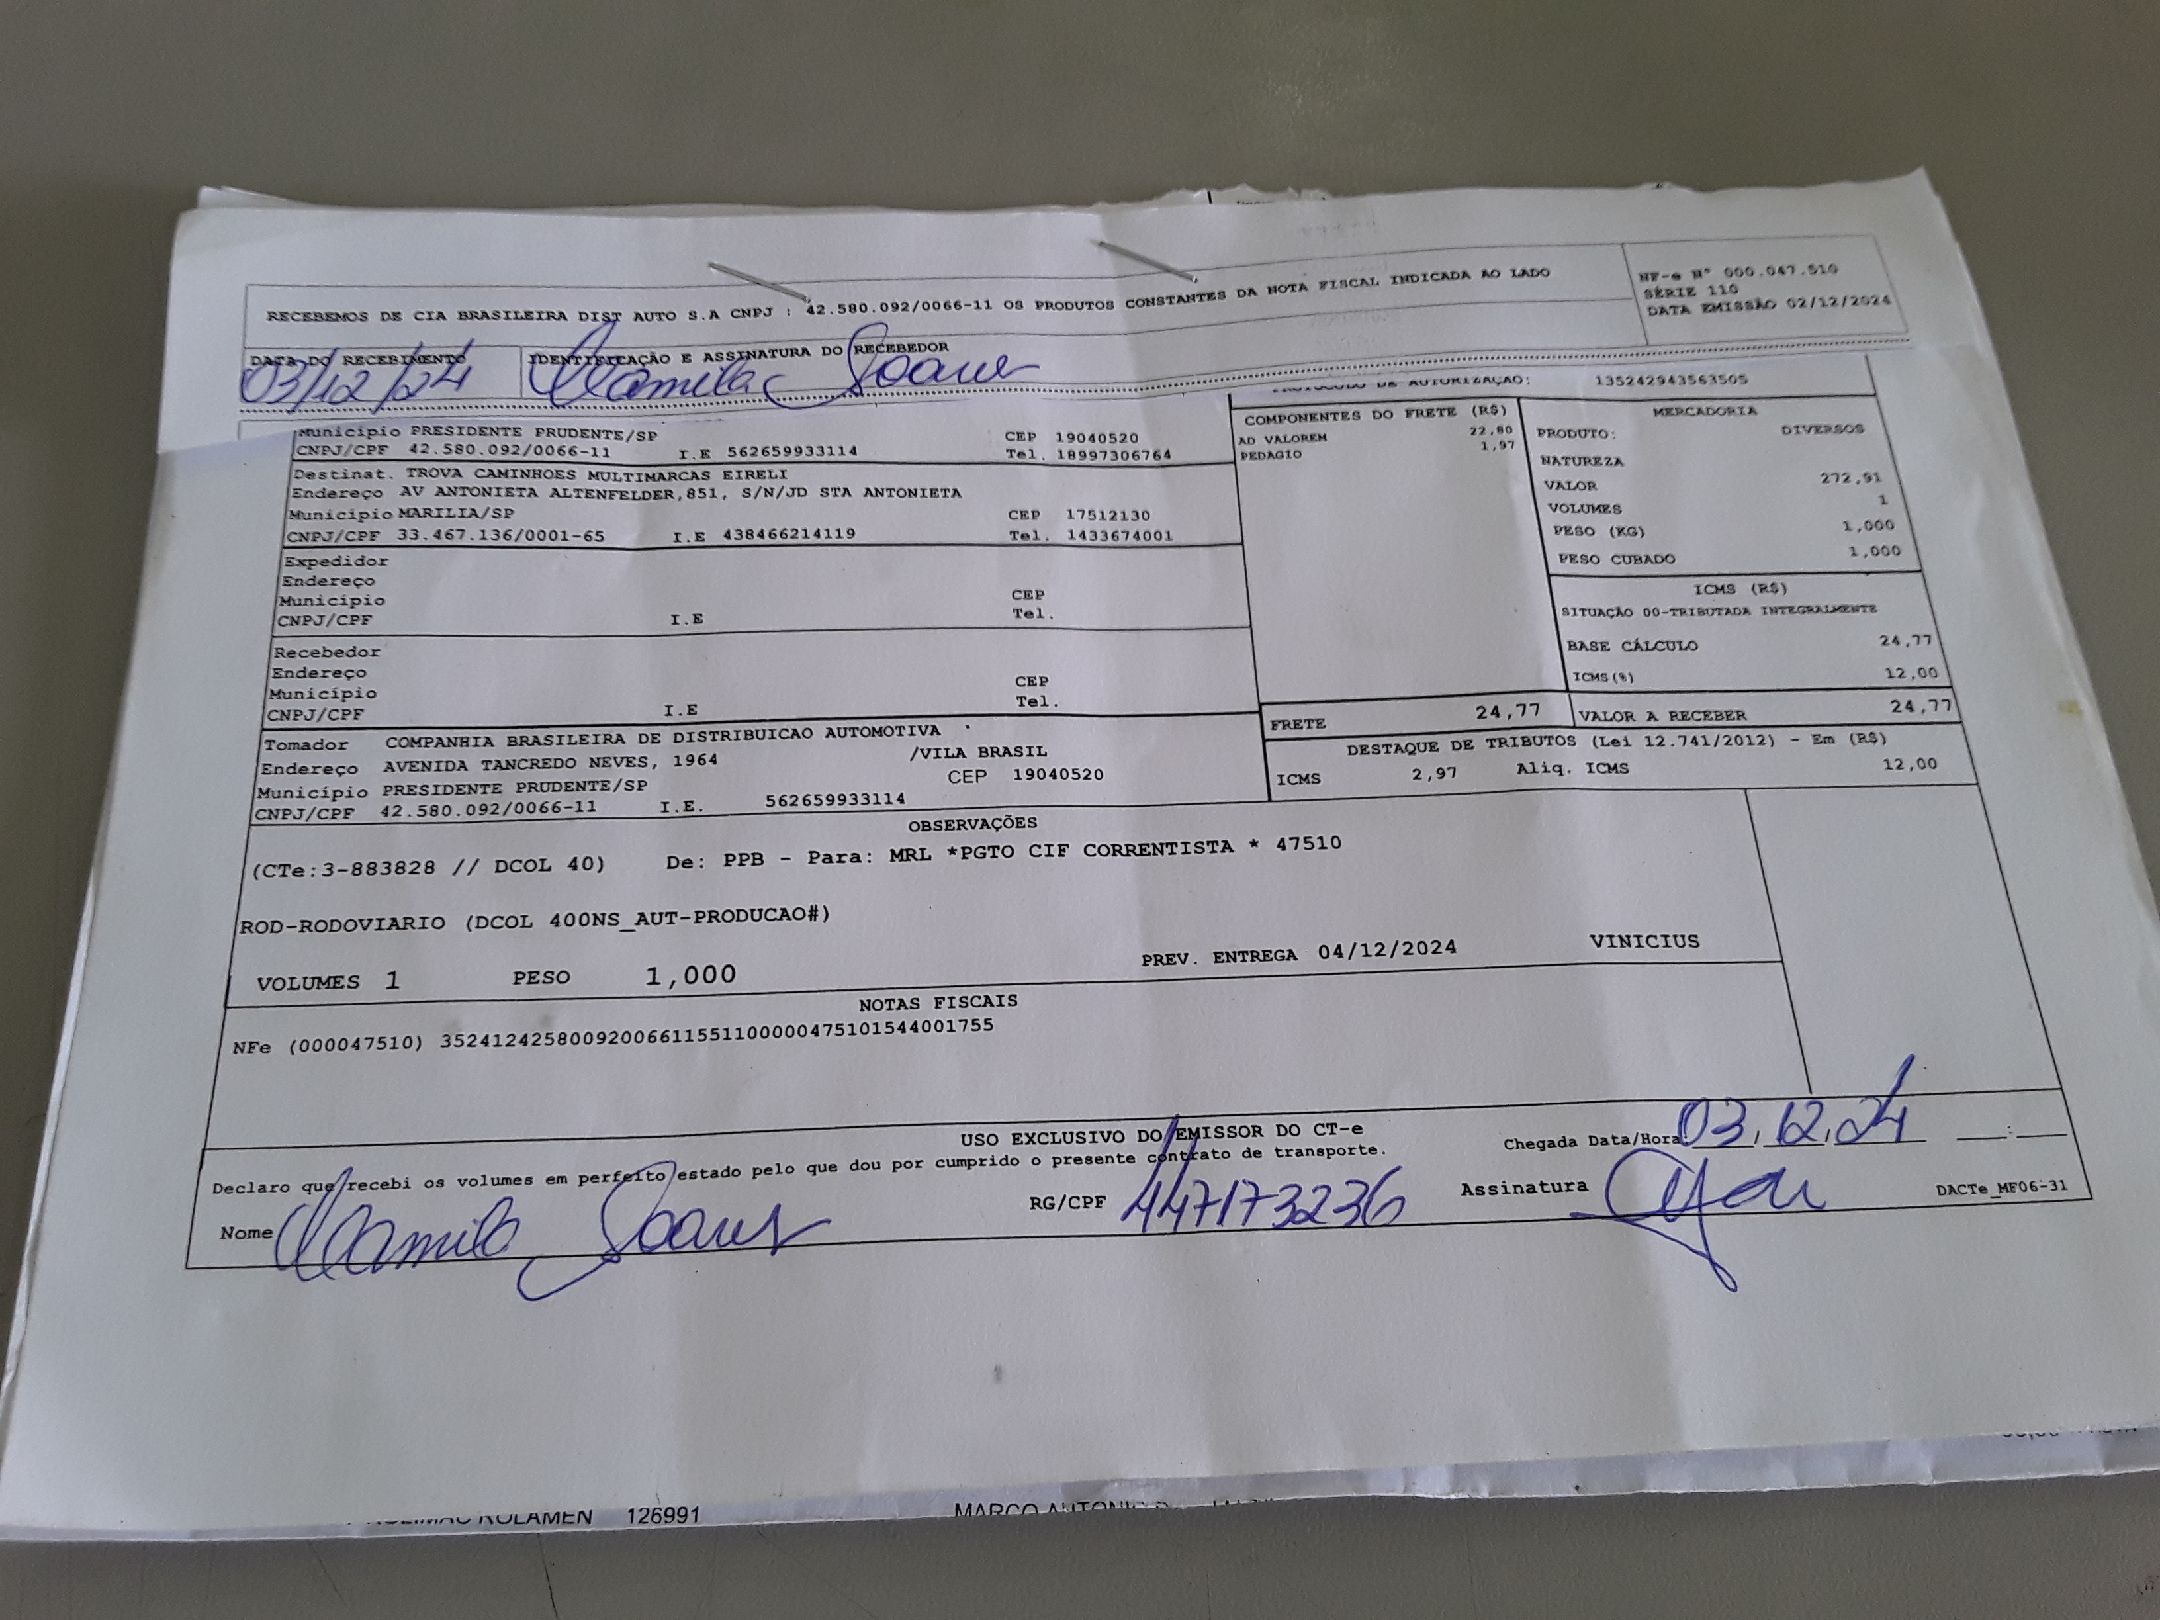 RECEBEMOS DE CIA BRASILEIRA DIST AUTO S.A CNPJ : 42.580.092/0066-11 OS PRODUTOS CONSTANTES DA NOTA FISCAL INDICADA AO LADO
NF-e Nº 000.047.510
SÉRIE 110
DATA EMISSÃO 02/12/2024
DATA DO RECEBIMENTO
03/12/24
IDENTIFICAÇÃO E ASSINATURA DO RECEBEDOR
Kamila Soares
PROTOCOLO DE AUTORIZAÇÃO: 135242943563505
Município PRESIDENTE PRUDENTE/SP CEP 19040520
CNPJ/CPF 42.580.092/0066-11 I.E 562659933114 Tel. 18997306764
Destinat. TROVA CAMINHOES MULTIMARCAS EIRELI
Endereço AV ANTONIETA ALTENFELDER,851, S/N/JD STA ANTONIETA
Município MARILIA/SP CEP 17512130
CNPJ/CPF 33.467.136/0001-65 I.E 438466214119 Tel. 1433674001
Expedidor
Endereço
Município CEP
CNPJ/CPF I.E Tel.
Recebedor
Endereço
Município CEP
CNPJ/CPF I.E Tel.
Tomador COMPANHIA BRASILEIRA DE DISTRIBUICAO AUTOMOTIVA
Endereço AVENIDA TANCREDO NEVES, 1964 /VILA BRASIL
Município PRESIDENTE PRUDENTE/SP CEP 19040520
CNPJ/CPF 42.580.092/0066-11 I.E. 562659933114
COMPONENTES DO FRETE (R$)
AD VALOREM 22,80
PEDAGIO 1,97
FRETE 24,77
MERCADORIA
PRODUTO: DIVERSOS
NATUREZA
VALOR 272,91
VOLUMES 1
PESO (KG) 1,000
PESO CUBADO 1,000
ICMS (R$)
SITUAÇÃO 00-TRIBUTADA INTEGRALMENTE
BASE CÁLCULO 24,77
ICMS(%) 12,00
VALOR A RECEBER 24,77
DESTAQUE DE TRIBUTOS (Lei 12.741/2012) - Em (R$)
ICMS 2,97 Aliq. ICMS 12,00
OBSERVAÇÕES
(CTe:3-883828 // DCOL 40) De: PPB - Para: MRL *PGTO CIF CORRENTISTA * 47510
ROD-RODOVIARIO (DCOL 400NS_AUT-PRODUCAO#)
VOLUMES 1 PESO 1,000 PREV. ENTREGA 04/12/2024 VINICIUS
NOTAS FISCAIS
NFe (000047510) 35241242580092006611551100000475101544001755
USO EXCLUSIVO DO EMISSOR DO CT-e
Declaro que recebi os volumes em perfeito estado pelo que dou por cumprido o presente contrato de transporte.
Chegada Data/Hora 03/12/24 __:__
Nome Kamila Soares RG/CPF 447173236 Assinatura
DACTe_MF06-31
126991